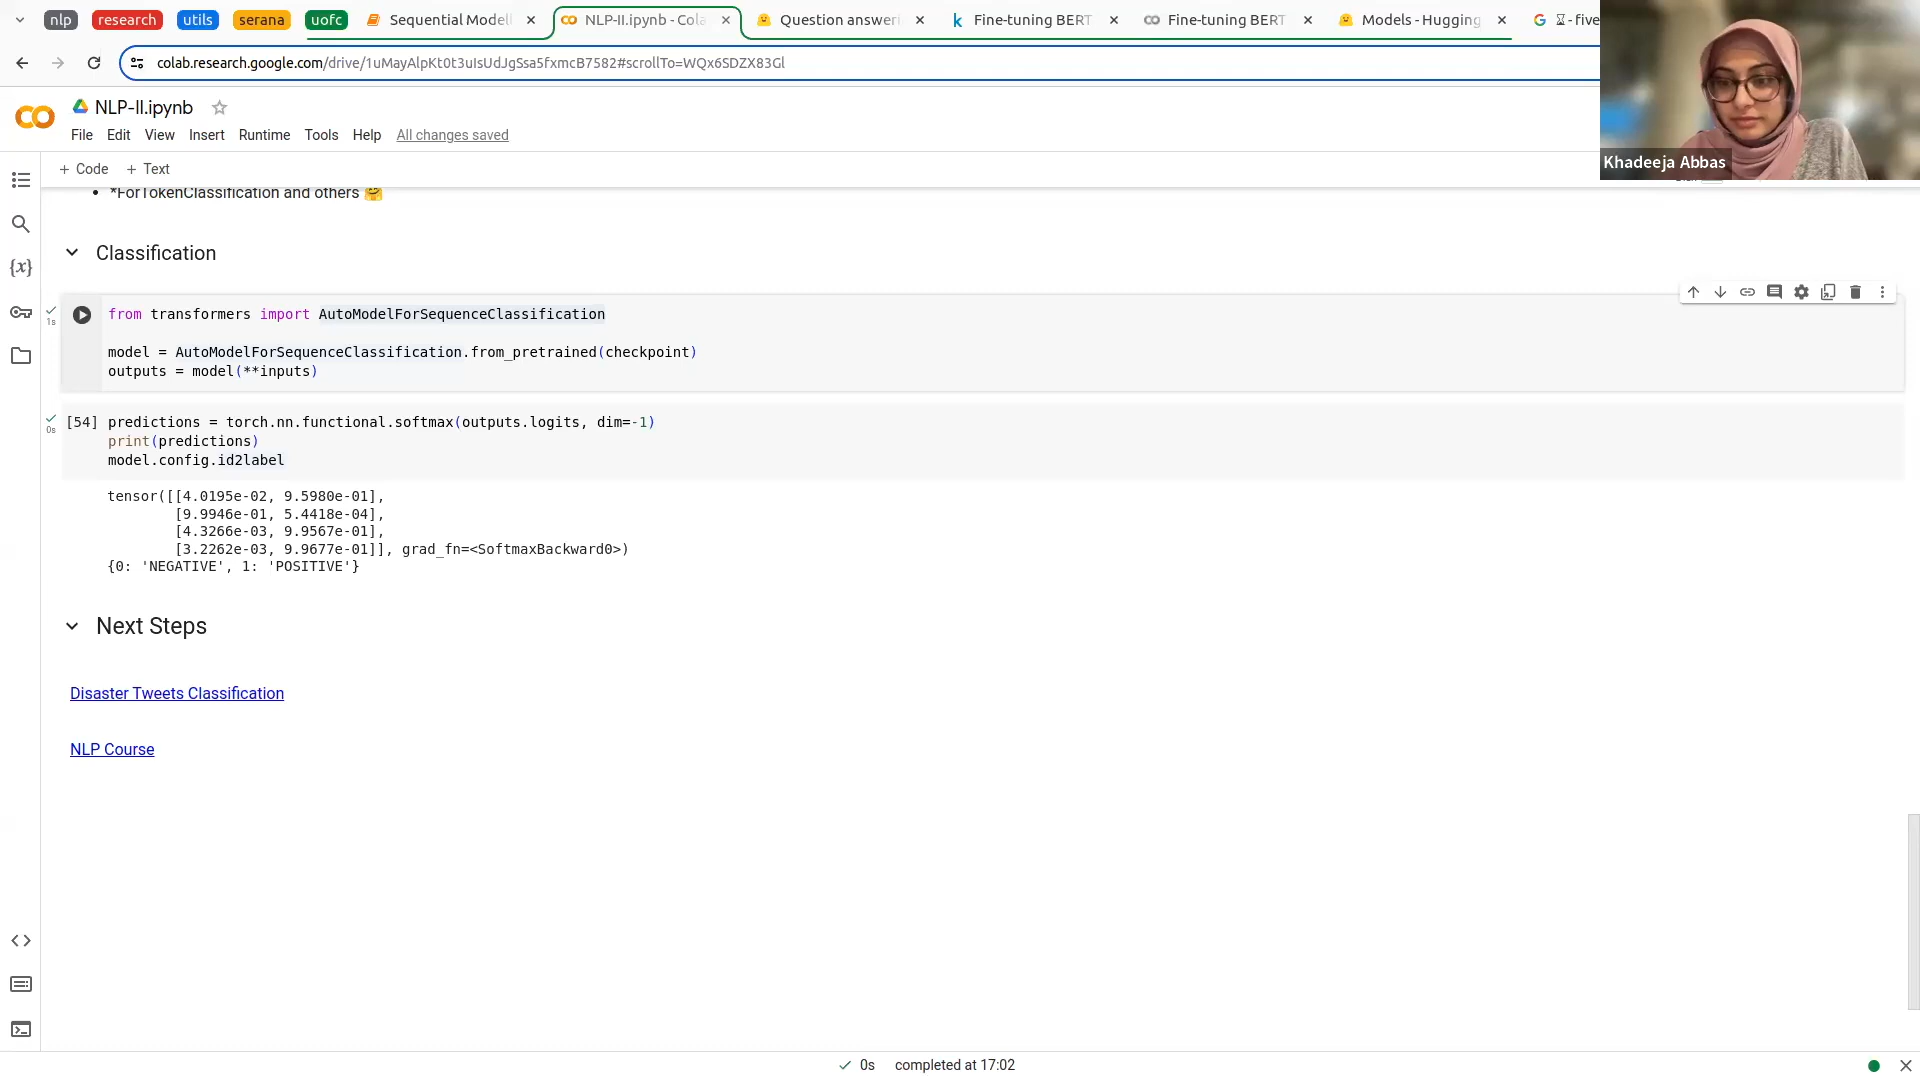 nlp research utils serana uofc Sequential Modell NLP-II.ipynb - Cola Question answeri Fine-tuning BERT Fine-tuning BERT Models - Hugging - five
colab.research.google.com/drive/1uMayAlpKt0t3uIsUdJgSsa5fxmcB7582#scrollTo=WQx6SDZX83Gl
NLP-II.ipynb
File Edit View Insert Runtime Tools Help All changes saved
Khadeeja Abbas
+ Code + Text
*ForTokenClassification and others 🤗
Classification
from transformers import AutoModelForSequenceClassification
1s
model = AutoModelForSequenceClassification.from_pretrained(checkpoint)
outputs = model(**inputs)
[54] predictions = torch.nn.functional.softmax(outputs.logits, dim=-1)
0s
print(predictions)
model.config.id2label
tensor([[4.0195e-02, 9.5980e-01],
[9.9946e-01, 5.4418e-04],
[4.3266e-03, 9.9567e-01],
[3.2262e-03, 9.9677e-01]], grad_fn=<SoftmaxBackward0>)
{0: 'NEGATIVE', 1: 'POSITIVE'}
Next Steps
Disaster Tweets Classification
NLP Course
0s completed at 17:02